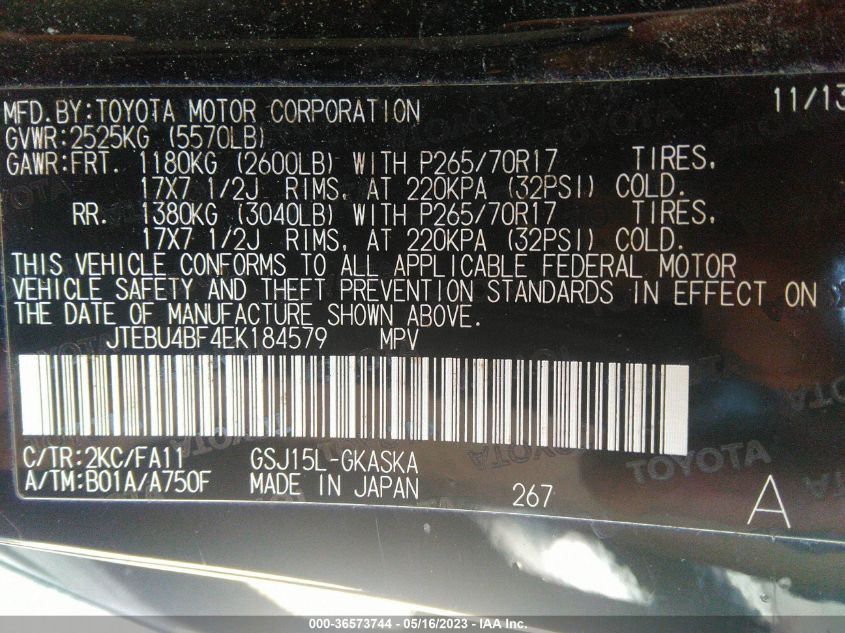 MFD.BY:TOYOTA MOTOR CORPORATION 11/13
GVWR:2525KG (5570LB)
GAWR:FRT. 1180KG (2600LB) WITH P265/70R17 TIRES,
17X7 1/2J RIMS, AT 220KPA (32PSI) COLD.
RR. 1380KG (3040LB) WITH P265/70R17 TIRES,
17X7 1/2J RIMS, AT 220KPA (32PSI) COLD.
THIS VEHICLE CONFORMS TO ALL APPLICABLE FEDERAL MOTOR
VEHICLE SAFETY AND THEFT PREVENTION STANDARDS IN EFFECT ON
THE DATE OF MANUFACTURE SHOWN ABOVE.
JTEBU4BF4EK184579 MPV
C/TR:2KC/FA11 GSJ15L-GKASKA
A/TM:B01A/A750F MADE IN JAPAN 267 A
000-36573744 / 05/16/2023 - IAA Inc.